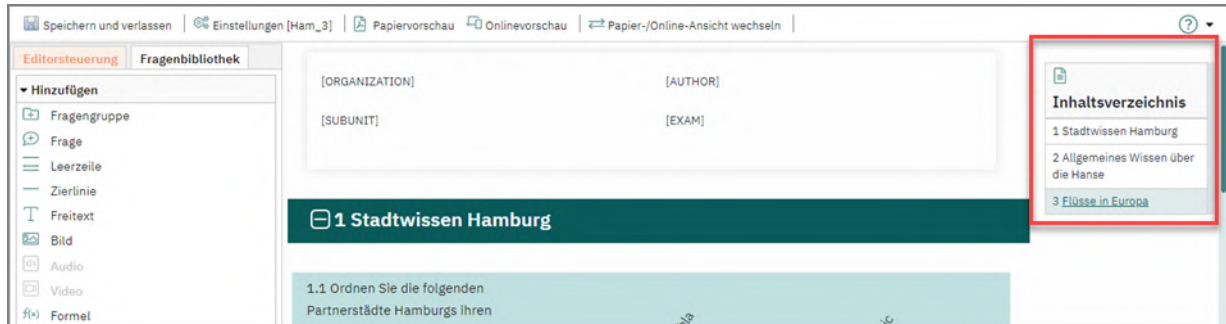 Speichern und verlassen Einstellungen [Ham_3] Papiervorschau Onlinevorschau Papier-/Online-Ansicht wechseln ?
Editorsteuerung Fragenbibliothek
Hinzufügen
Fragengruppe
Frage
Leerzeile
Zierlinie
Freitext
Bild
Audio
Video
f(x) Formel
[ORGANIZATION] [AUTHOR]
[SUBUNIT] [EXAM]
1 Stadtwissen Hamburg
1.1 Ordnen Sie die folgenden
Partnerstädte Hamburgs ihren
Inhaltsverzeichnis
1 Stadtwissen Hamburg
2 Allgemeines Wissen über
die Hanse
3 Flüsse in Europa